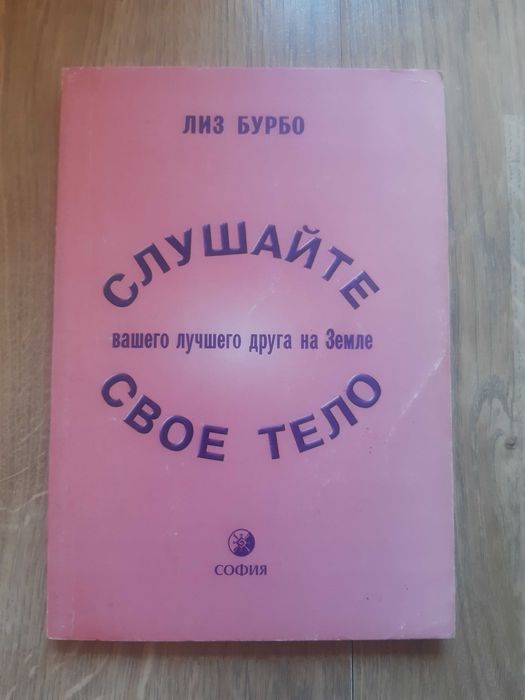 ЛИЗ БУРБО
СЛУШАЙТЕ
вашего лучшего друга на Земле
СВОЕ ТЕЛО
СОФИЯ